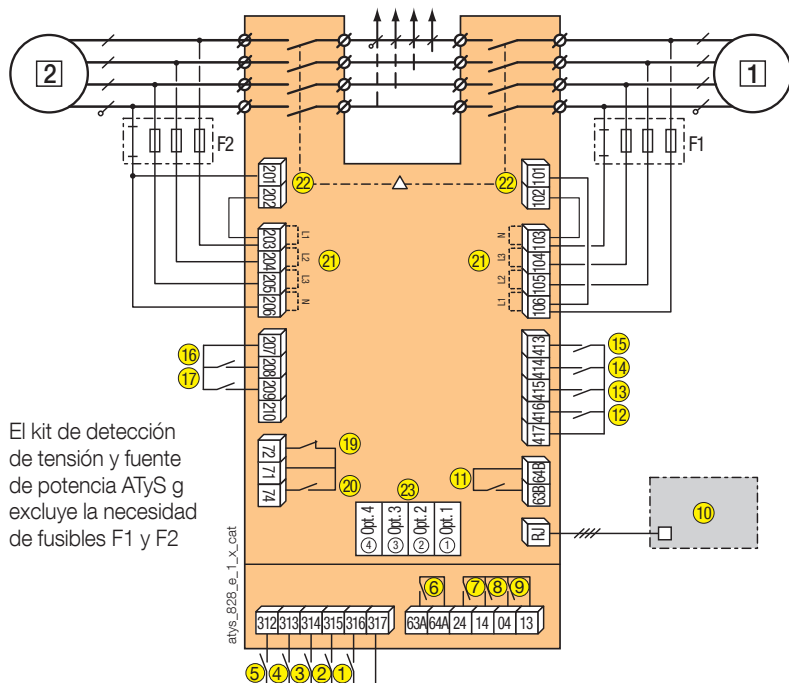 2
1
F2
F1
201
202
22
22
101
102
203
204
205
206
L1
L2
L3
N
21
21
N
L3
L2
L1
103
104
105
106
16
17
207
208
209
210
413
414
415
416
417
15
14
13
12
El kit de detección
de tensión y fuente
de potencia ATyS g
excluye la necesidad
de fusibles F1 y F2
72
71
74
19
20
11
64B
63B
23
Opt. 4 ④
Opt. 3 ③
Opt. 2 ②
Opt. 1 ①
RJ
10
atys_828_e_1_x_cat
6
7
8
9
312 313 314 315 316 317
63A 64A 24 14 04 13
5 4 3 2 1